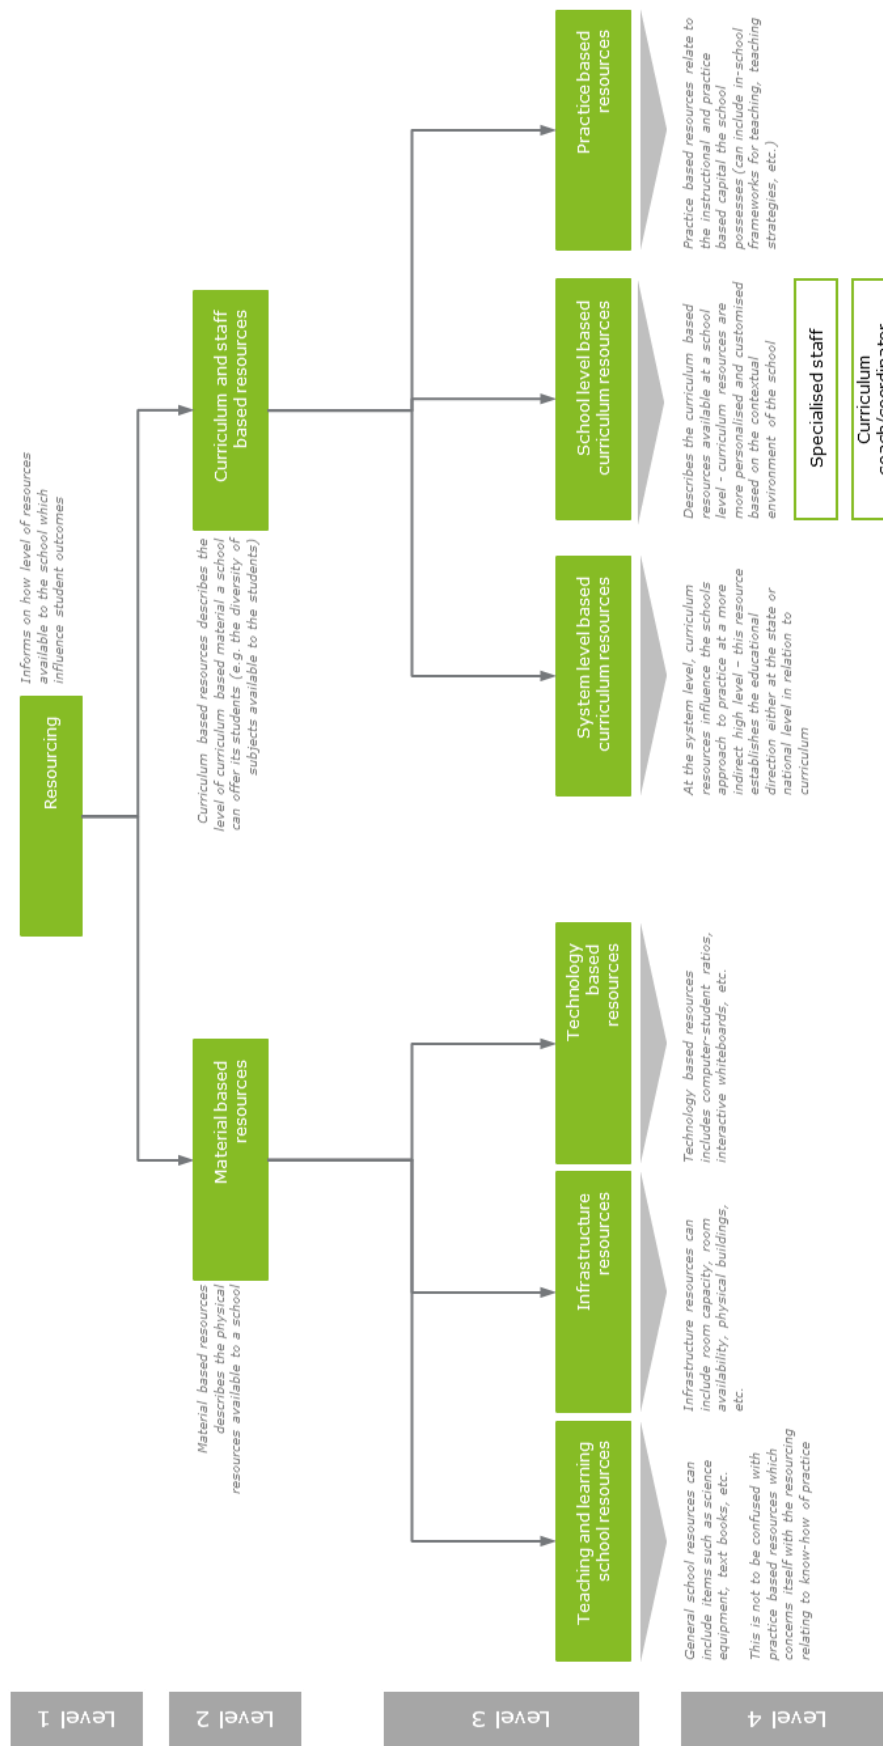 Level 1
Level 2
Level 3
Level 4
Resourcing
Informs on how level of resources
available to the school which
influence student outcomes
Material based
resources
Material based resources
describes the physical
resources available to a school
Curriculum and staff
based resources
Curriculum based resources describes the
level of curriculum based material a school
can offer its students (e.g. the diversity of
subjects available to the students)
Teaching and learning
school resources
Infrastructure
resources
Technology
based
resources
System level based
curriculum resources
School level based
curriculum resources
Practice based
resources
General school resources can
include items such as science
equipment, text books, etc.
This is not to be confused with
practice based resources which
concerns itself with the resourcing
relating to know-how of practice
Infrastructure resources can
include room capacity, room
availability, physical buildings,
etc.
Technology based resources
includes computer-student ratios,
interactive whiteboards, etc.
At the system level, curriculum
resources influence the schools
approach to practice at a more
indirect high level – this resource
establishes the educational
direction either at the state or
national level in relation to
curriculum
Describes the curriculum based
resources available at a school
level - curriculum resources are
more personalised and customised
based on the contextual
environment of the school
Practice based resources relate to
the instructional and practice
based capital the school
possesses (can include in-school
frameworks for teaching, teaching
strategies, etc.)
Specialised staff
Curriculum
coach/coordinator